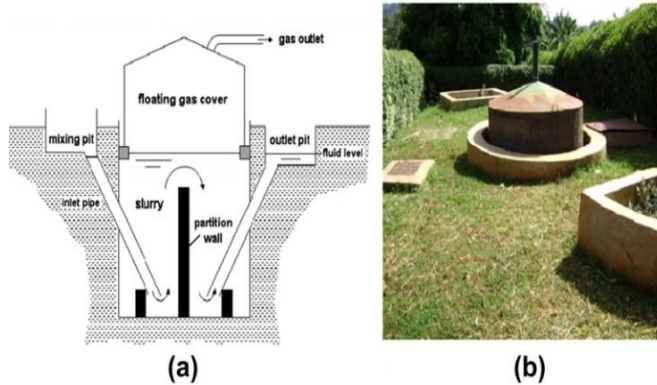 gas outlet
floating gas cover
mixing pit
outlet pit
fluid level
inlet pipe
slurry
partition
wall
(a)
(b)